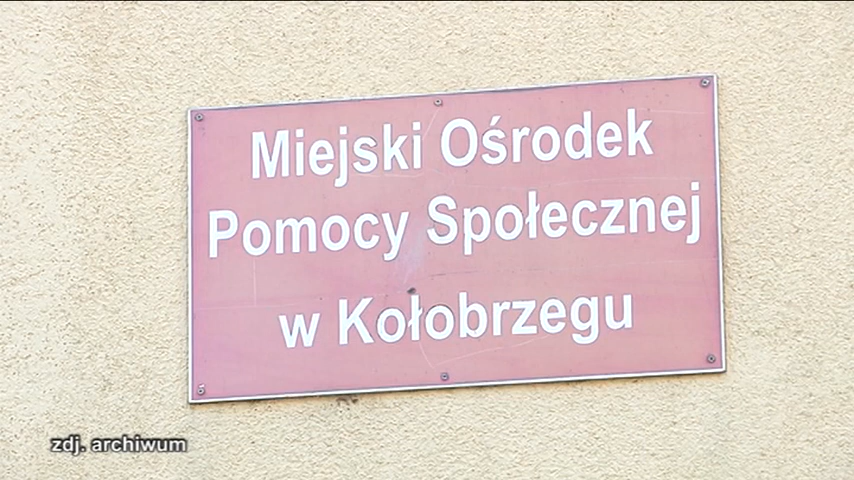 Miejski Ośrodek
Pomocy Społecznej
w Kołobrzegu
zdj. archiwum